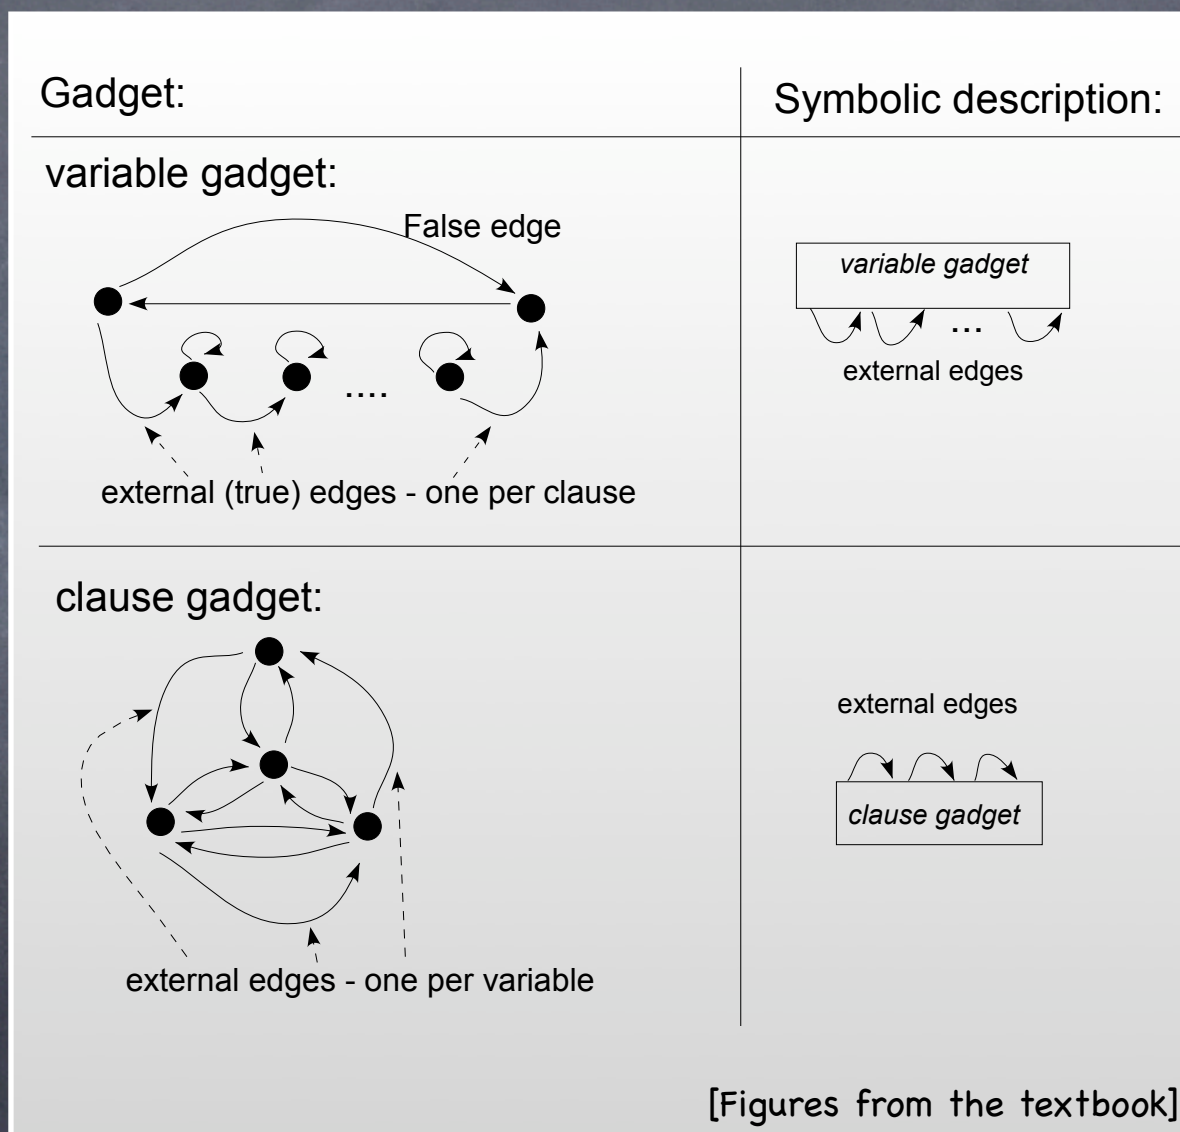 Gadget:
Symbolic description:
variable gadget:
False edge
....
external (true) edges - one per clause
variable gadget
...
external edges
clause gadget:
external edges - one per variable
external edges
clause gadget
[Figures from the textbook]